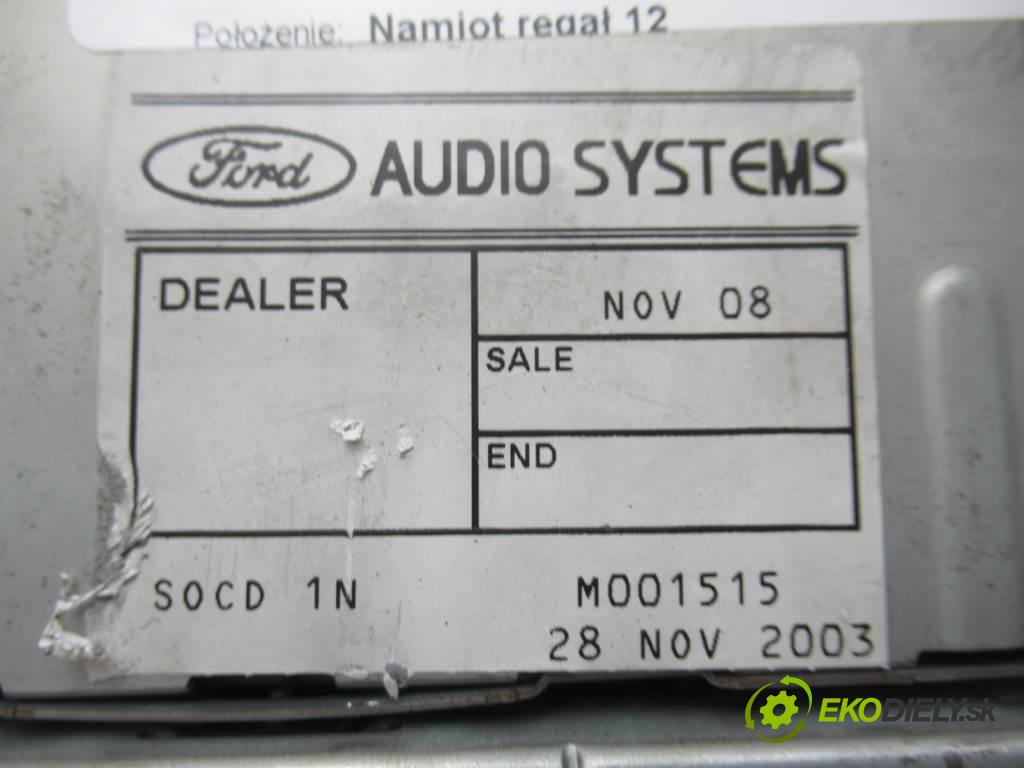 Położenie: Namiot regał 12
Ford AUDIO SYSTEMS
DEALER
NOV 08
SALE
END
SOCD 1N
M001515
28 NOV 2003
EKODIELY.sk